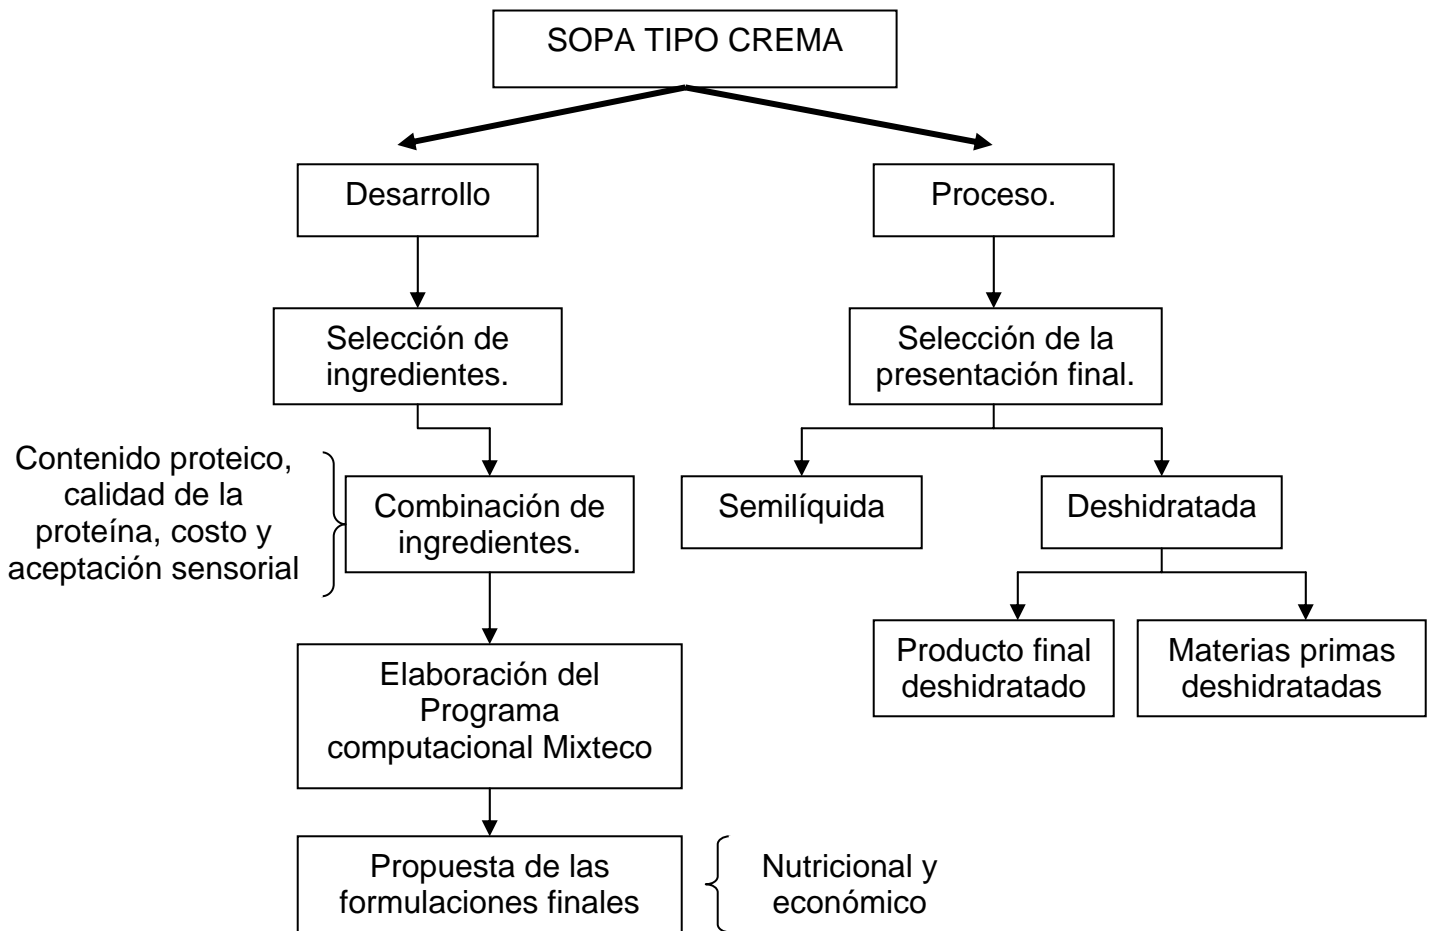 SOPA TIPO CREMA
Desarrollo
Proceso.
Selección de
ingredientes.
Selección de la
presentación final.
Contenido proteico,
calidad de la
proteína, costo y
aceptación sensorial
Combinación de
ingredientes.
Semilíquida
Deshidratada
Producto final
deshidratado
Materias primas
deshidratadas
Elaboración del
Programa
computacional Mixteco
Propuesta de las
formulaciones finales
Nutricional y
económico